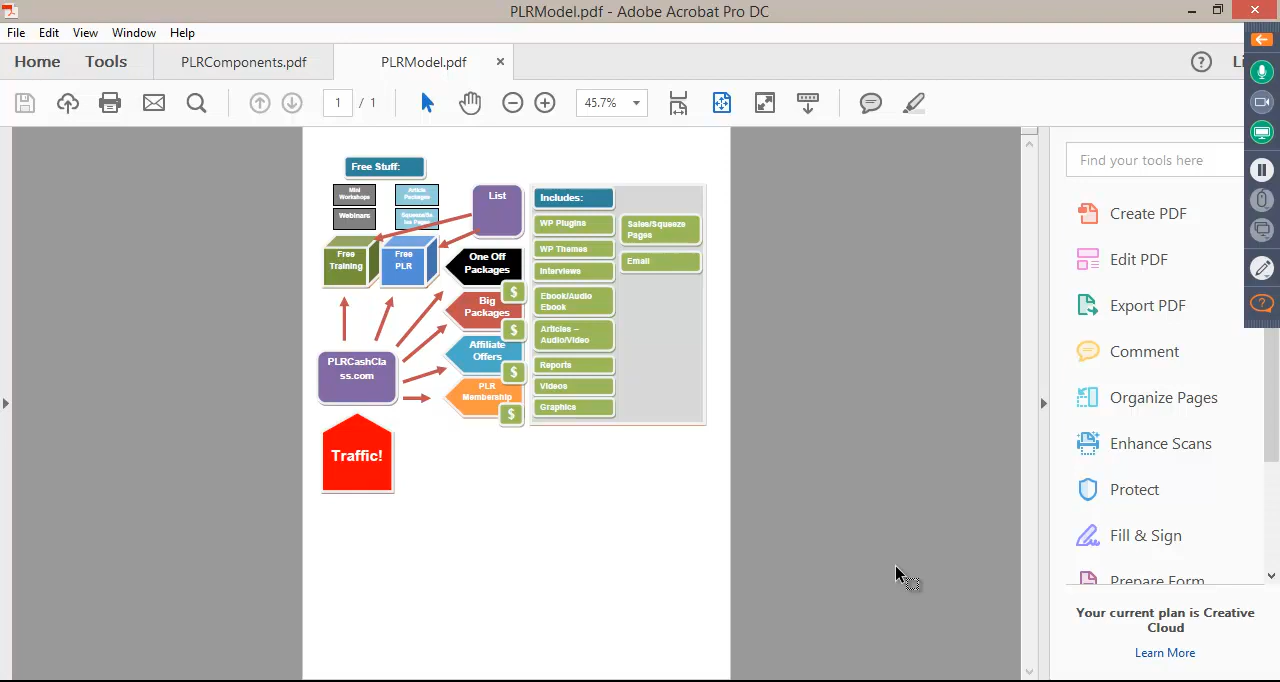 PLRModel.pdf - Adobe Acrobat Pro DC
File Edit View Window Help
Home Tools PLRComponents.pdf PLRModel.pdf ×
1 / 1 45.7%
Find your tools here
Create PDF
Edit PDF
Export PDF
Comment
Organize Pages
Enhance Scans
Protect
Fill & Sign
Prepare Form
Your current plan is Creative
Cloud
Learn More
Free Stuff:
Mini
Workshops
Article
Packages
Webinars
Squeeze/Sa
les Pages
List
Free
Training
Free
PLR
One Off
Packages
$
Big
Packages
$
Affiliate
Offers
$
PLR
Membership
$
PLRCashCla
ss.com
Traffic!
Includes:
WP Plugins
WP Themes
Interviews
Ebook/Audio
Ebook
Articles –
Audio/Video
Reports
Videos
Graphics
Sales/Squeeze
Pages
Email